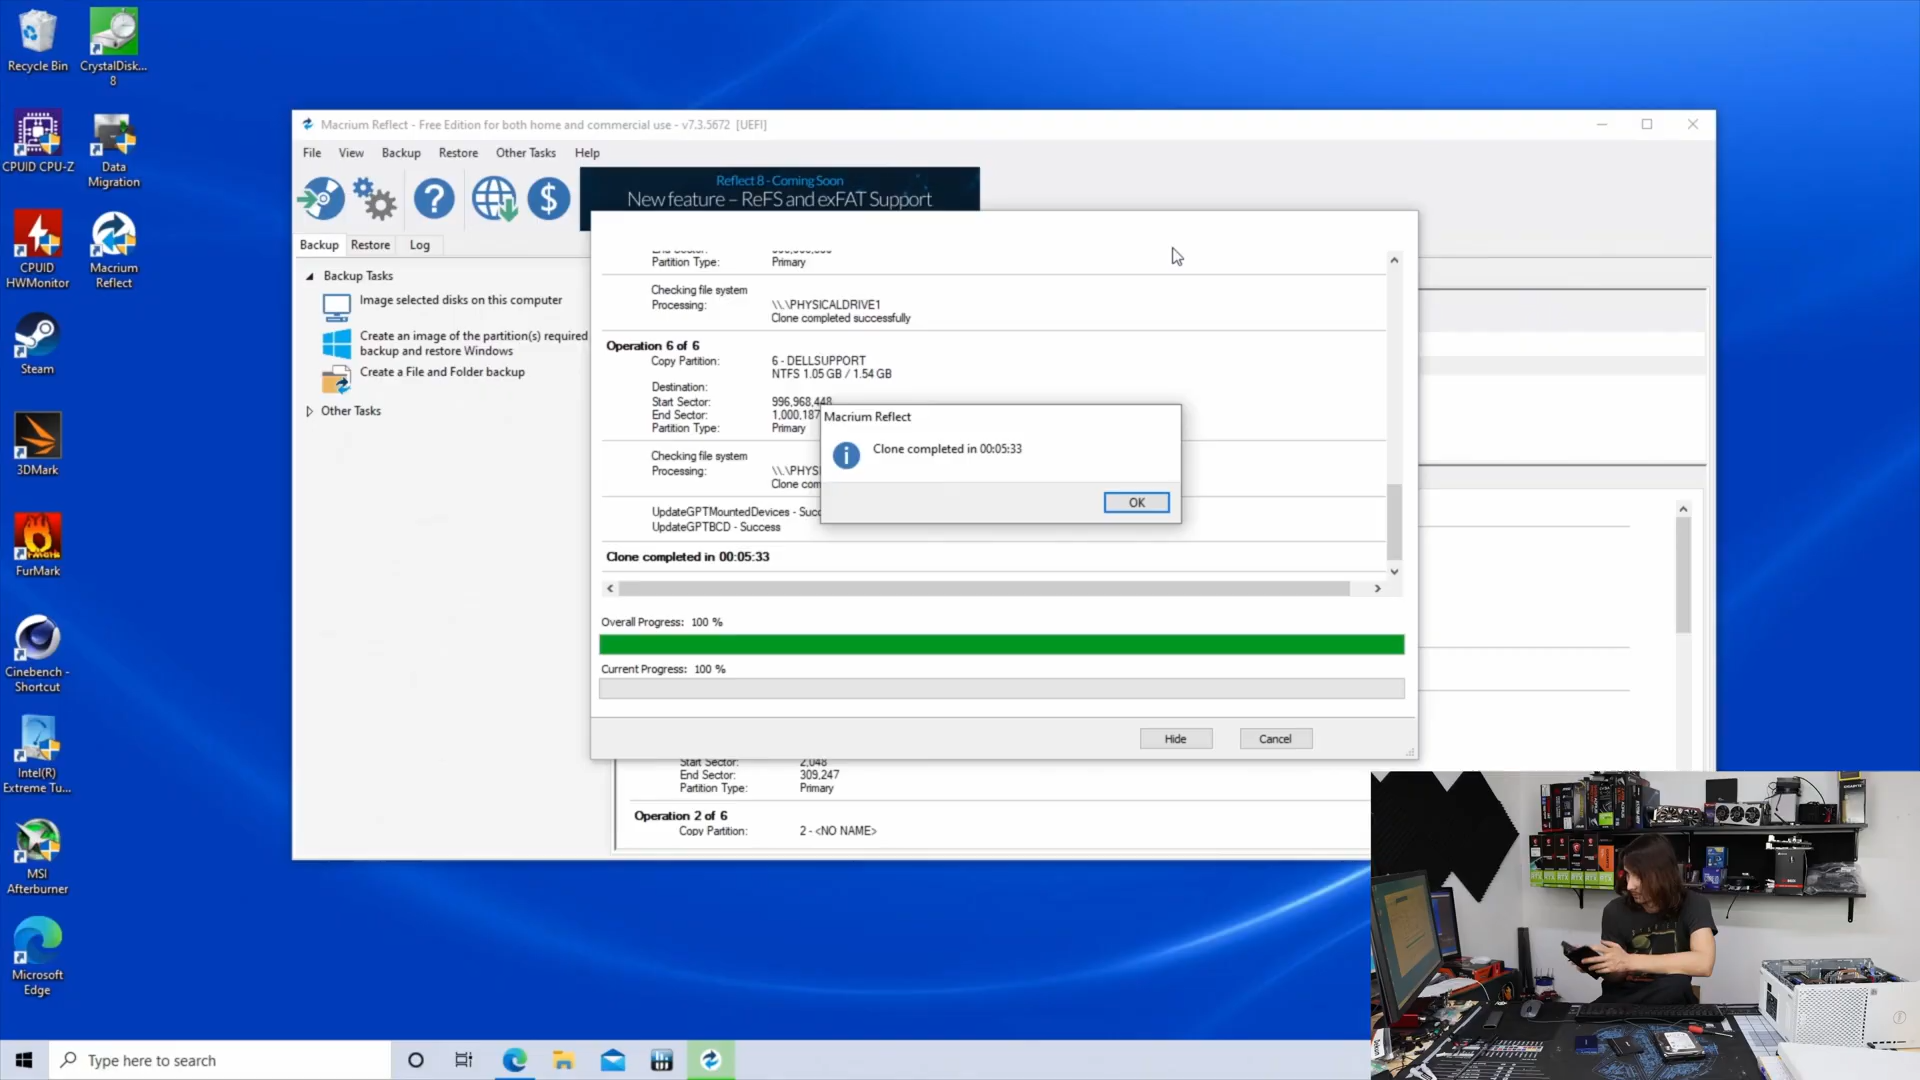 Recycle Bin
CrystalDisk...
8
CPUID CPU-Z
Data
Migration
CPUID
HWMonitor
Macrium
Reflect
Steam
3DMark
FurMark
Cinebench -
Shortcut
Intel(R)
Extreme Tu...
MSI
Afterburner
Microsoft
Edge
Macrium Reflect - Free Edition for both home and commercial use - v7.3.5672 [UEFI]
File View Backup Restore Other Tasks Help
Reflect 8 - Coming Soon
New feature – ReFS and exFAT Support
Backup Restore Log
Backup Tasks
Image selected disks on this computer
Create an image of the partition(s) required
backup and restore Windows
Create a File and Folder backup
Other Tasks
Partition Type: Primary
Checking file system
Processing: \\.\PHYSICALDRIVE1
Clone completed successfully
Operation 6 of 6
Copy Partition: 6 - DELLSUPPORT
NTFS 1.05 GB / 1.54 GB
Destination:
Start Sector: 996,968,448
End Sector: 1,000,187
Partition Type: Primary
Checking file system
Processing: \\.\PHYS
Clone com
UpdateGPTMountedDevices - Succ
UpdateGPTBCD - Success
Clone completed in 00:05:33
Macrium Reflect
Clone completed in 00:05:33
OK
Overall Progress: 100 %
Current Progress: 100 %
Hide Cancel
Start Sector: 2,048
End Sector: 309,247
Partition Type: Primary
Operation 2 of 6
Copy Partition: 2 - <NO NAME>
Type here to search